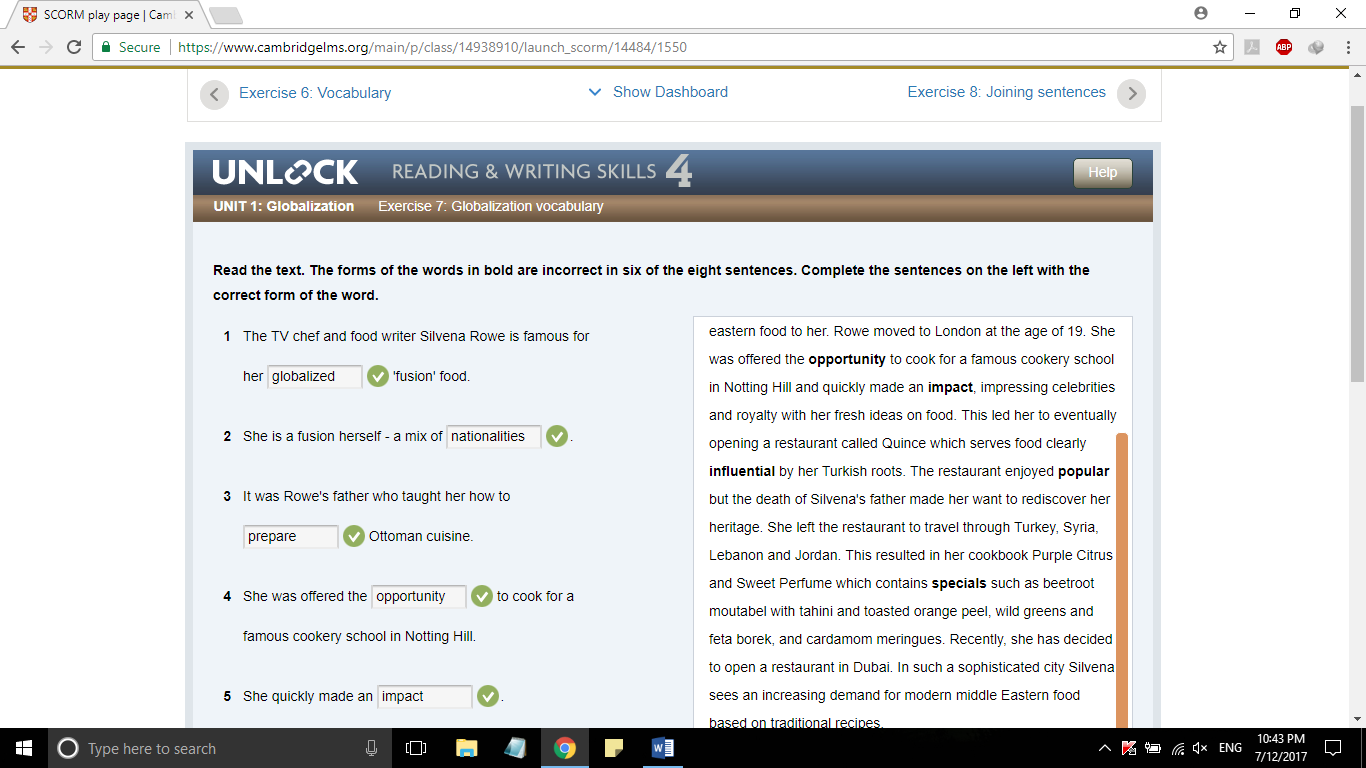 SCORM play page | Cam
Secure | https://www.cambridgelms.org/main/p/class/14938910/launch_scorm/14484/1550
ABP
Exercise 6: Vocabulary
Show Dashboard
Exercise 8: Joining sentences
UNLOCK READING & WRITING SKILLS 4
Help
UNIT 1: Globalization Exercise 7: Globalization vocabulary
Read the text. The forms of the words in bold are incorrect in six of the eight sentences. Complete the sentences on the left with the
correct form of the word.
1 The TV chef and food writer Silvena Rowe is famous for
her globalized 'fusion' food.
2 She is a fusion herself - a mix of nationalities .
3 It was Rowe's father who taught her how to
prepare Ottoman cuisine.
4 She was offered the opportunity to cook for a
famous cookery school in Notting Hill.
5 She quickly made an impact .
eastern food to her. Rowe moved to London at the age of 19. She
was offered the opportunity to cook for a famous cookery school
in Notting Hill and quickly made an impact, impressing celebrities
and royalty with her fresh ideas on food. This led her to eventually
opening a restaurant called Quince which serves food clearly
influential by her Turkish roots. The restaurant enjoyed popular
but the death of Silvena's father made her want to rediscover her
heritage. She left the restaurant to travel through Turkey, Syria,
Lebanon and Jordan. This resulted in her cookbook Purple Citrus
and Sweet Perfume which contains specials such as beetroot
moutabel with tahini and toasted orange peel, wild greens and
feta borek, and cardamom meringues. Recently, she has decided
to open a restaurant in Dubai. In such a sophisticated city Silvena
sees an increasing demand for modern middle Eastern food
based on traditional recipes.
Type here to search
ENG
10:43 PM
7/12/2017